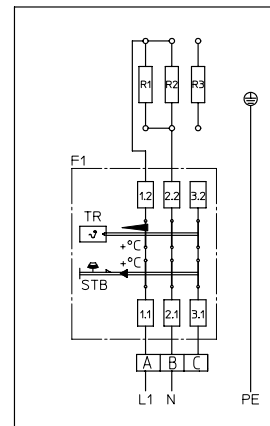 R1 R2 R3
F1
1.2 2.2 3.2
TR
ϑ
+°C
+°C
STB
1.1 2.1 3.1
A B C
L1 N PE